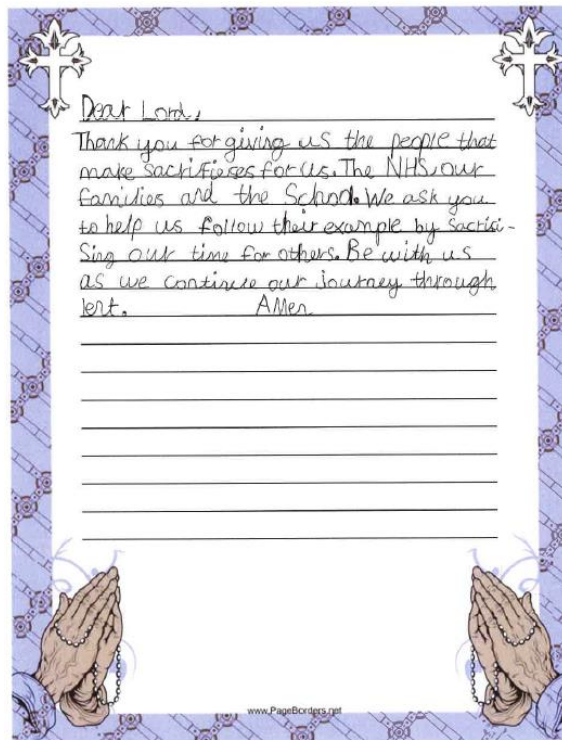 Dear Lord,
Thank you for giving us the people that
make sacrifieses for us. The NHS, our
families and the School. We ask you
to help us follow their example by sacrisi-
sing our time for others. Be with us
as we continue our journey through
lent. AMen
www.PageBorders.net